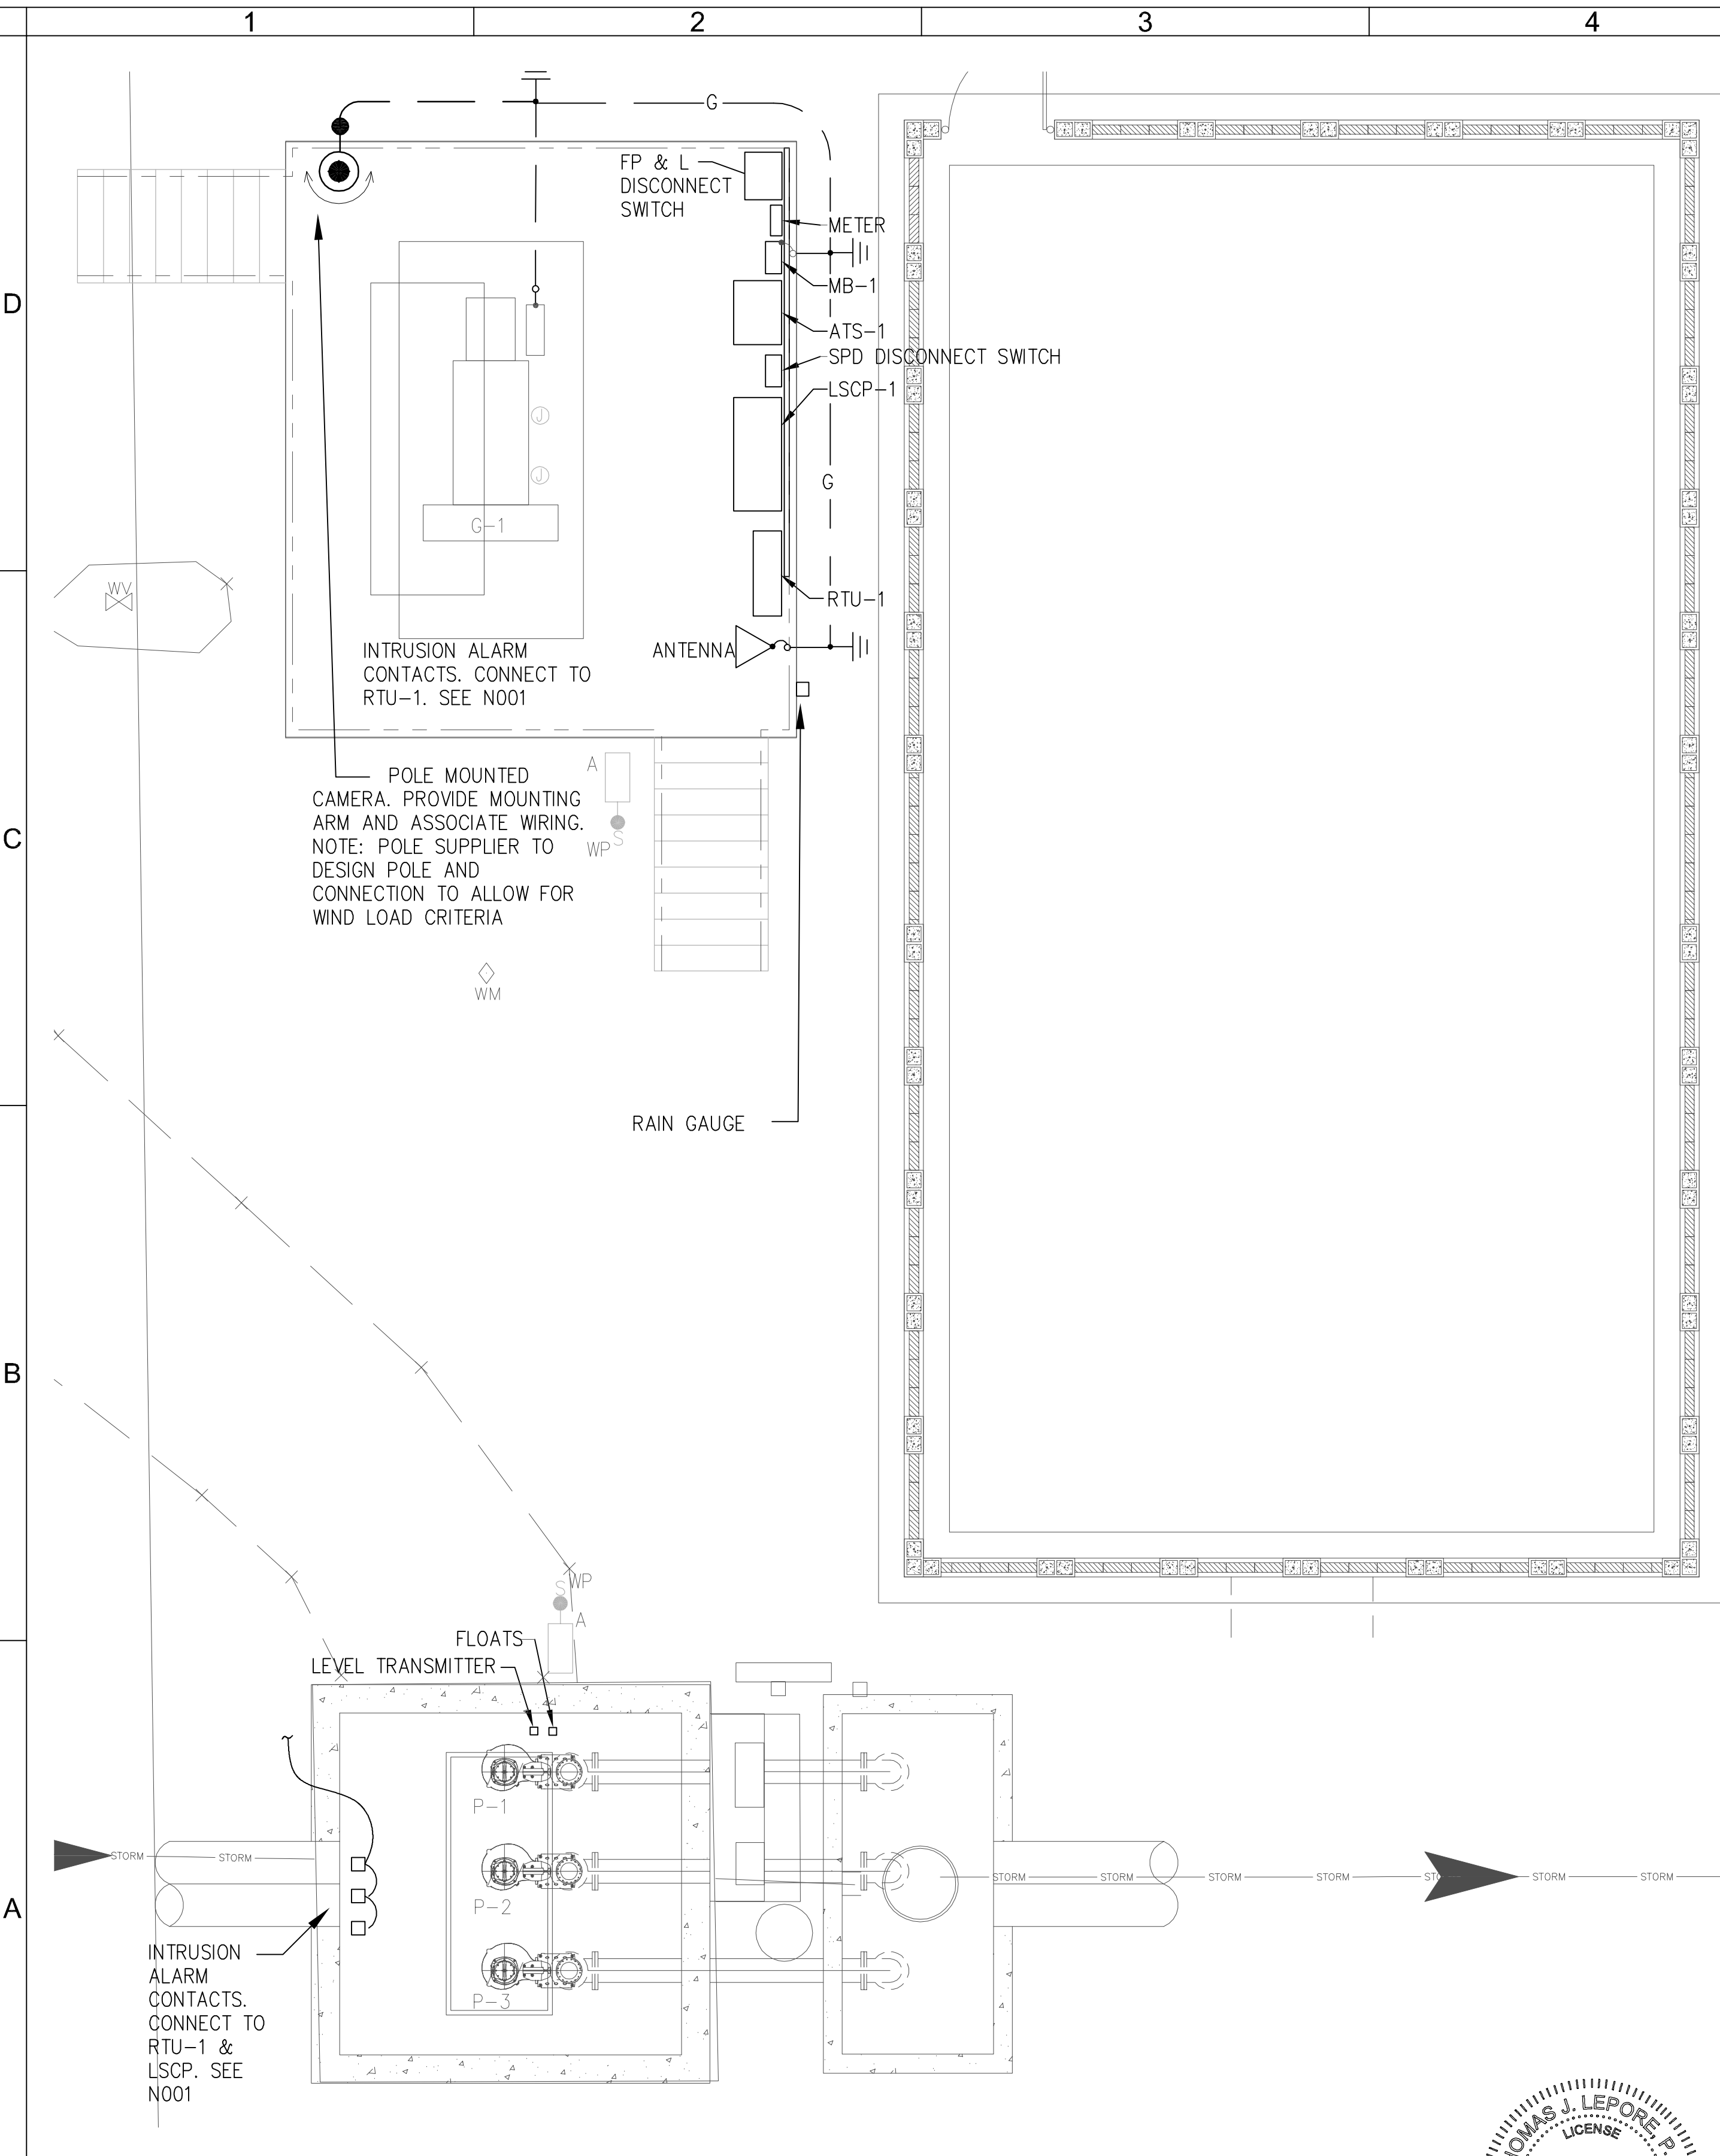 1
2
3
4
G
FP & L
DISCONNECT
SWITCH
METER
D
MB-1
ATS-1
SPD DISCONNECT SWITCH
LSCP-1
J
J
G
G-1
WV
RTU-1
INTRUSION ALARM
CONTACTS. CONNECT TO
RTU-1. SEE N001
ANTENNA
A
POLE MOUNTED
CAMERA. PROVIDE MOUNTING
ARM AND ASSOCIATE WIRING.
NOTE: POLE SUPPLIER TO
DESIGN POLE AND
CONNECTION TO ALLOW FOR
WIND LOAD CRITERIA
C
S
WP
WM
RAIN GAUGE
B
S
WP
A
FLOATS
LEVEL TRANSMITTER
P-1
STORM
STORM
P-2
STORM
STORM
STORM
STORM
STO
STORM
STORM
A
P-3
INTRUSION
ALARM
CONTACTS.
CONNECT TO
RTU-1 &
LSCP. SEE
N001
OMAS J. LEPORE, P
LICENSE